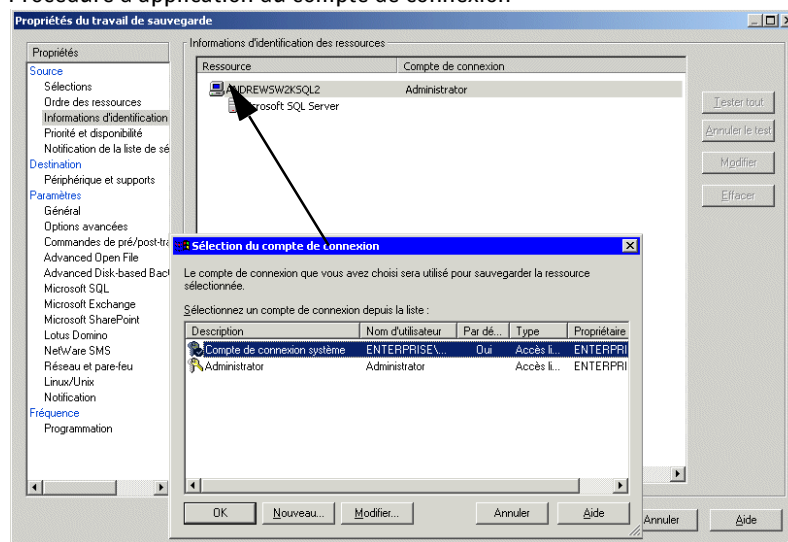 Procédure d'application du compte de connexion
Propriétés du travail de sauvegarde
Propriétés
Source
Sélections
Ordre des ressources
Informations d'identification
Priorité et disponibilité
Notification de la liste de sé
Destination
Périphérique et supports
Paramètres
Général
Options avancées
Commandes de pré/post-tra
Advanced Open File
Advanced Disk-based Bac
Microsoft SQL
Microsoft Exchange
Microsoft SharePoint
Lotus Domino
NetWare SMS
Réseau et pare-feu
Linux/Unix
Notification
Fréquence
Programmation
Informations d'identification des ressources
Ressource Compte de connexion
ANDREWSW2KSQL2 Administrator
Microsoft SQL Server
Tester tout
Annuler le test
Modifier
Effacer
Sélection du compte de connexion
Le compte de connexion que vous avez choisi sera utilisé pour sauvegarder la ressource
sélectionnée.
Sélectionnez un compte de connexion depuis la liste :
Description Nom d'utilisateur Par dé... Type Propriétaire
Compte de connexion système ENTERPRISE\... Oui Accès li... ENTERPRI
Administrator Administrator Accès li... ENTERPRI
OK Nouveau... Modifier... Annuler Aide
Annuler Aide